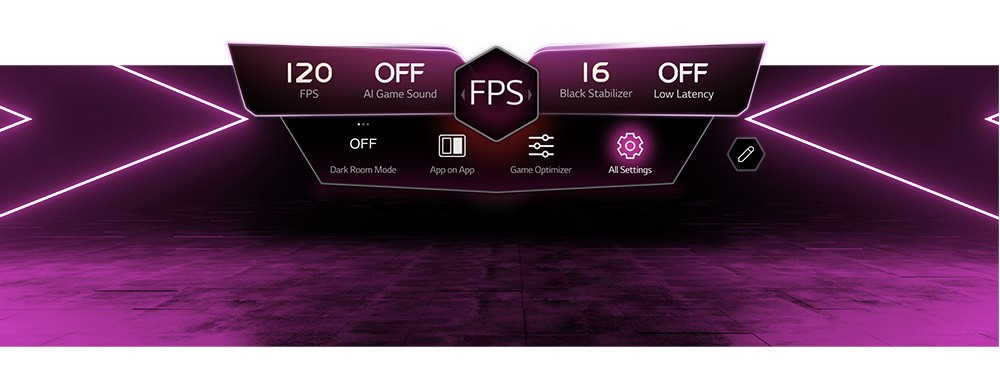 120 OFF FPS 16 OFF
FPS AI Game Sound Black Stabilizer Low Latency
OFF
Dark Room Mode App on App Game Optimizer All Settings